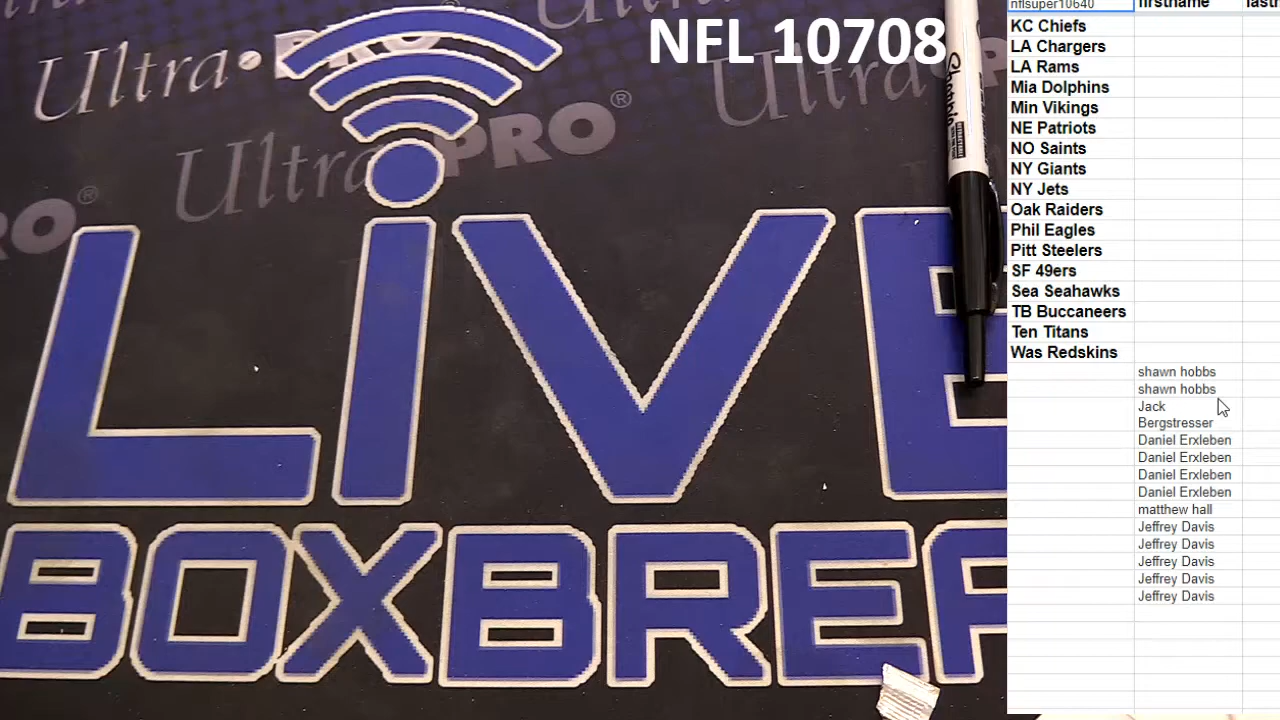 NFL 10708
Ultra PRO
Ultra PRO®
Ultra PRO
RO®
Sharpie
LiVE
BOXBREA
nflsuper10640 firstname lastn
KC Chiefs
LA Chargers
LA Rams
Mia Dolphins
Min Vikings
NE Patriots
NO Saints
NY Giants
NY Jets
Oak Raiders
Phil Eagles
Pitt Steelers
SF 49ers
Sea Seahawks
TB Buccaneers
Ten Titans
Was Redskins
shawn hobbs
shawn hobbs
Jack
Bergstresser
Daniel Erxleben
Daniel Erxleben
Daniel Erxleben
Daniel Erxleben
matthew hall
Jeffrey Davis
Jeffrey Davis
Jeffrey Davis
Jeffrey Davis
Jeffrey Davis